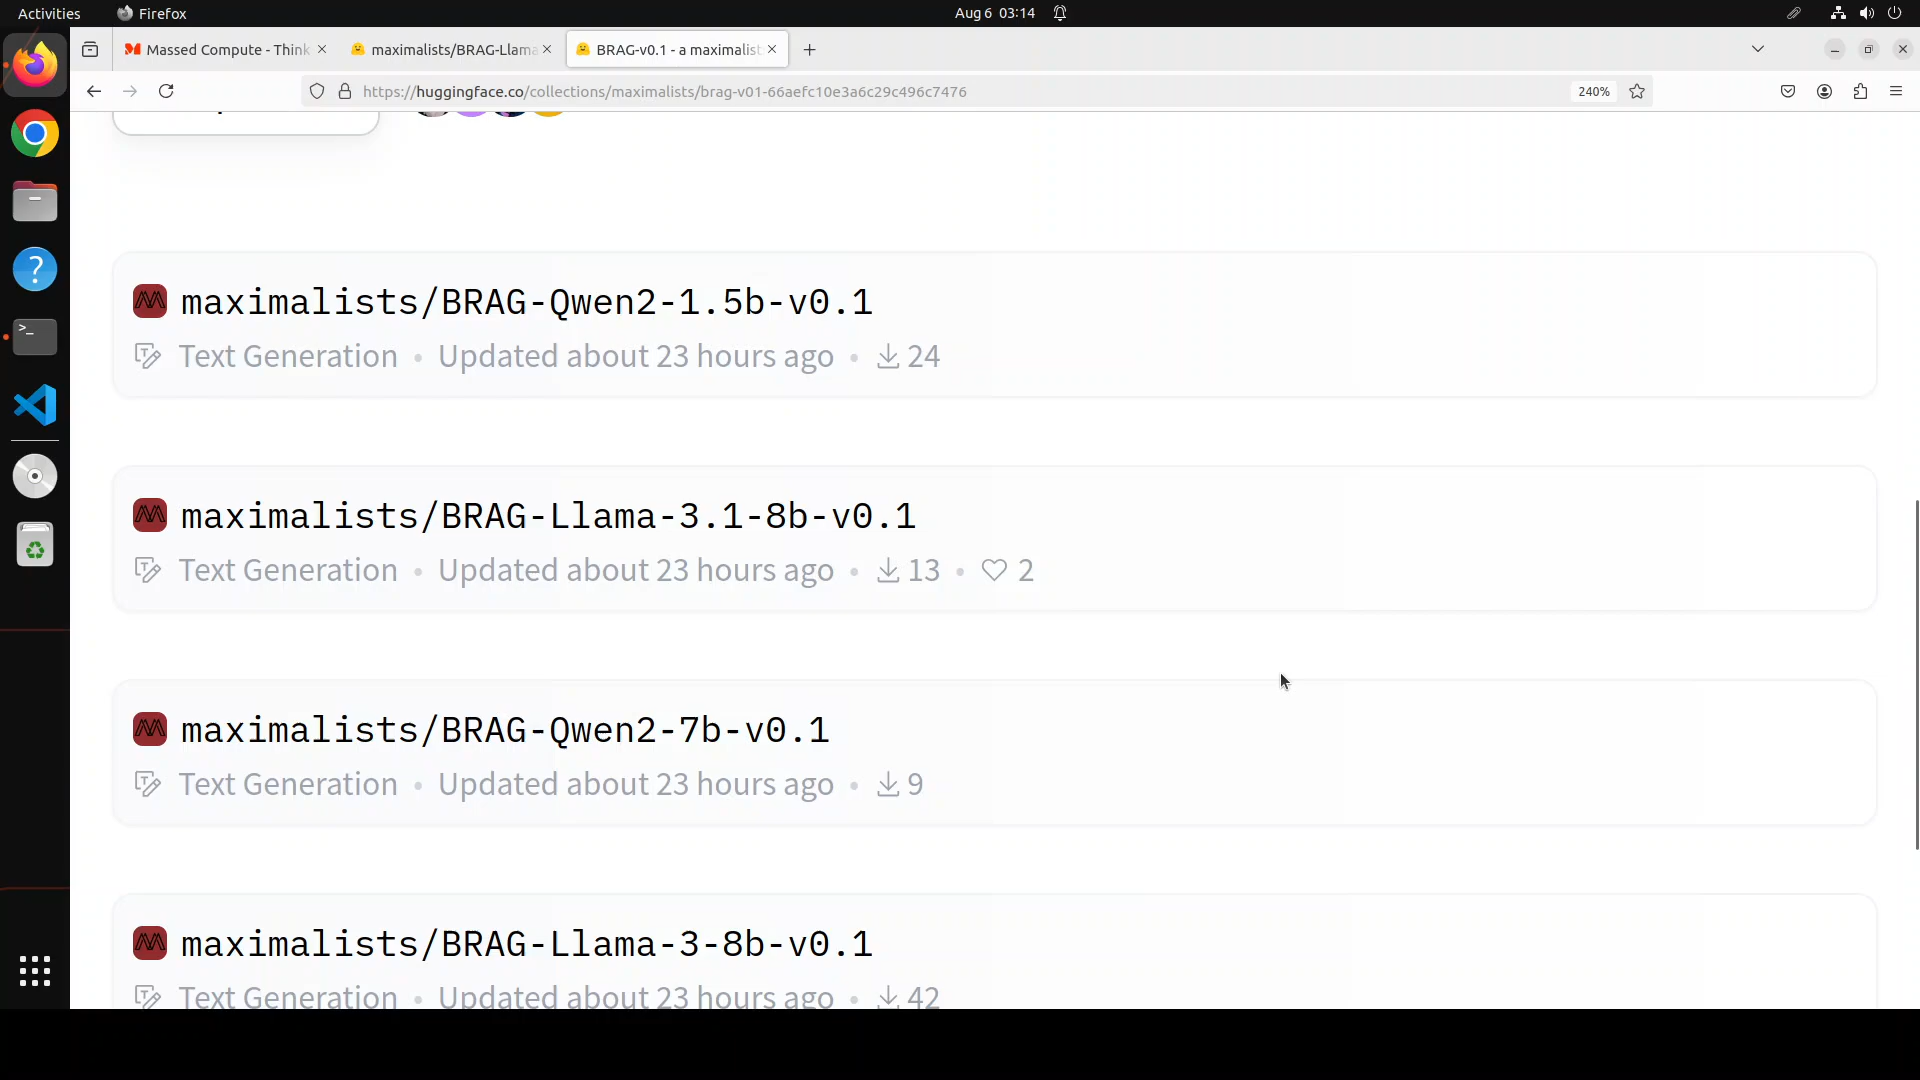 Activities
Firefox
Aug 6 03:14
Massed Compute - Think
maximalists/BRAG-Llama
BRAG-v0.1 - a maximalist
https://huggingface.co/collections/maximalists/brag-v01-66aefc10e3a6c29c496c7476
240%
maximalists/BRAG-Qwen2-1.5b-v0.1
Text Generation • Updated about 23 hours ago • 24
maximalists/BRAG-Llama-3.1-8b-v0.1
Text Generation • Updated about 23 hours ago • 13 • 2
maximalists/BRAG-Qwen2-7b-v0.1
Text Generation • Updated about 23 hours ago • 9
maximalists/BRAG-Llama-3-8b-v0.1
Text Generation • Updated about 23 hours ago • 42